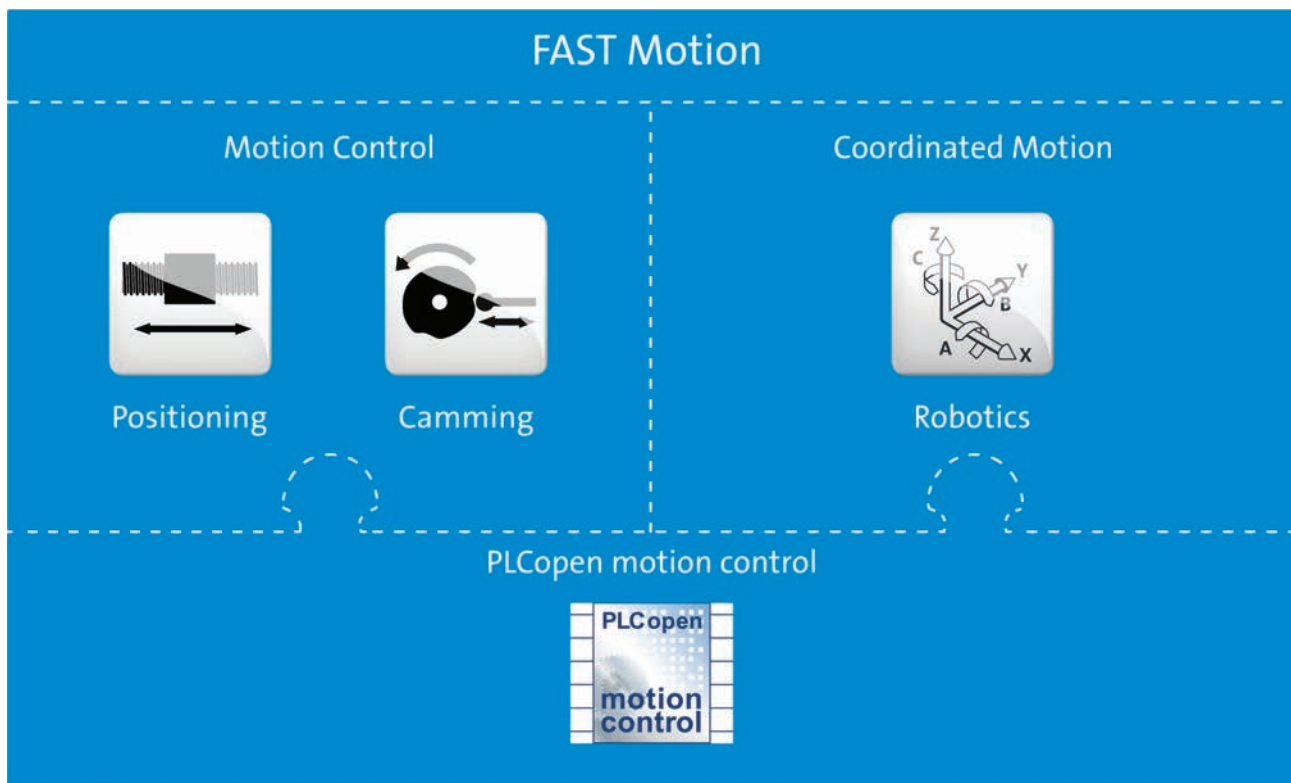 FAST Motion
Motion Control
Coordinated Motion
Z
C
Y
B
A
X
Positioning
Camming
Robotics
PLCopen motion control
PLCopen
motion
control